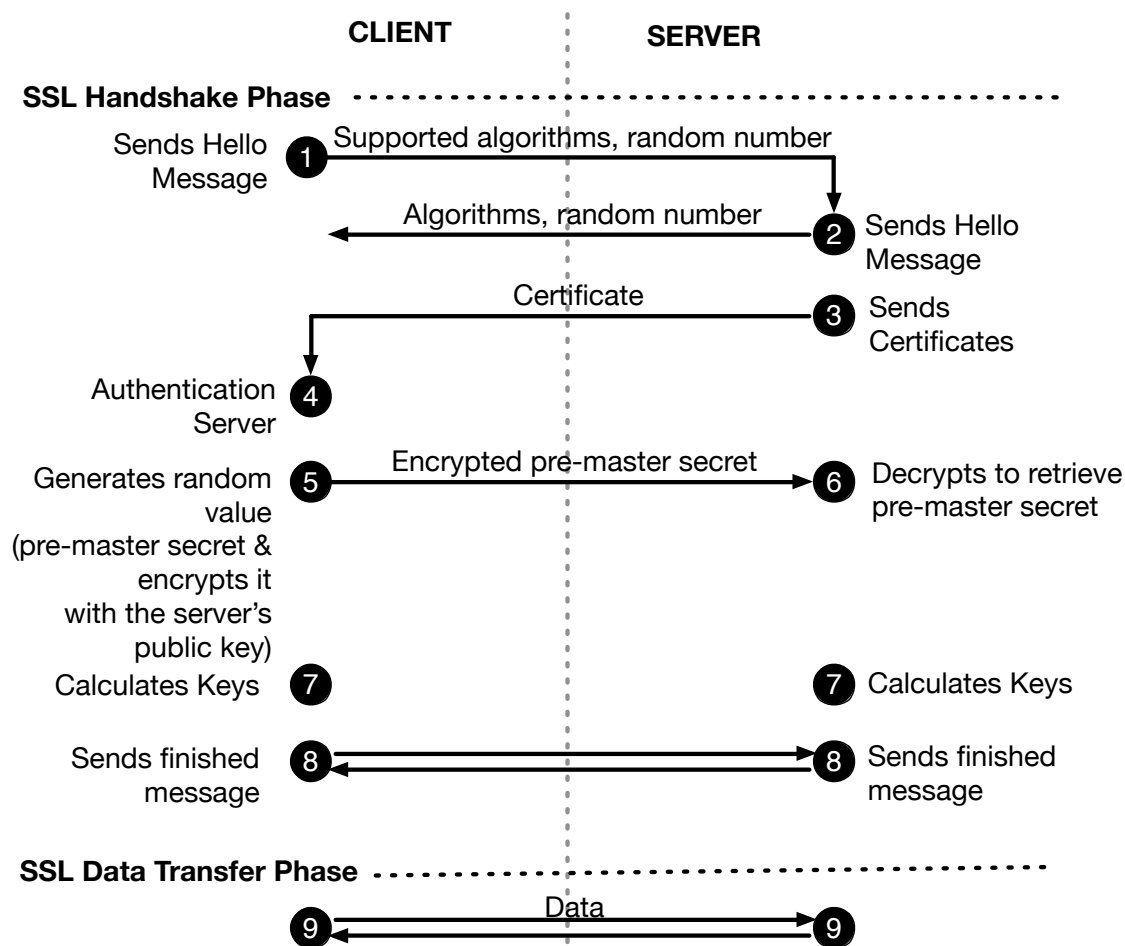 CLIENT
SERVER
SSL Handshake Phase
Sends Hello
Message
1
Supported algorithms, random number
Algorithms, random number
2
Sends Hello
Message
Certificate
3
Sends
Certificates
Authentication
Server
4
Generates random
value
(pre-master secret &
encrypts it
with the server's
public key)
5
Encrypted pre-master secret
6
Decrypts to retrieve
pre-master secret
Calculates Keys
7
7
Calculates Keys
Sends finished
message
8
8
Sends finished
message
SSL Data Transfer Phase
9
Data
9